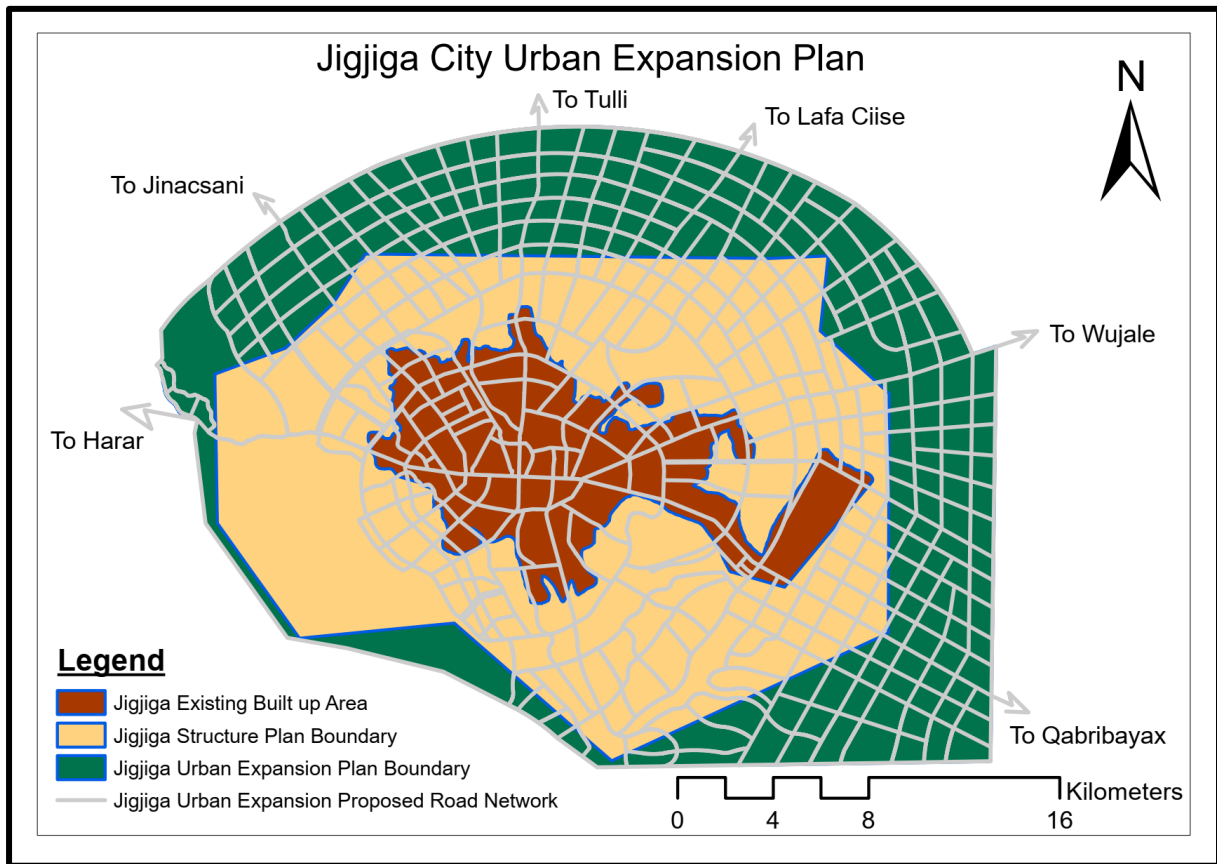 Jigjiga City Urban Expansion Plan
N
To Tulli
To Lafa Ciise
To Jinacsani
To Wujale
To Harar
To Qabribayax
Legend
Jigjiga Existing Built up Area
Jigjiga Structure Plan Boundary
Jigjiga Urban Expansion Plan Boundary
Jigjiga Urban Expansion Proposed Road Network
Kilometers
0 4 8 16